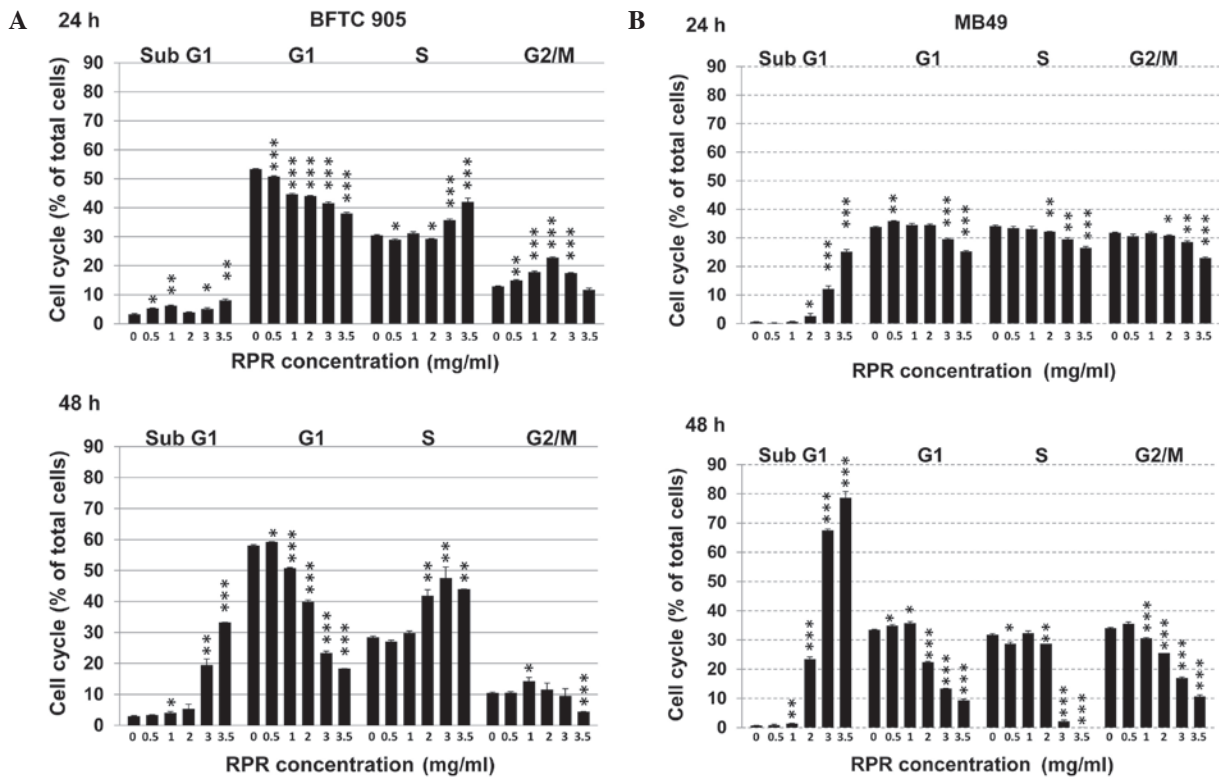 A
24 h
BFTC 905
Sub G1 G1 S G2/M
Cell cycle (% of total cells)
90
80
70
60
50
40
30
20
10
0
* ** * ** *** *** *** *** *** * * *** *** ** *** *** ***
0 0.5 1 2 3 3.5 0 0.5 1 2 3 3.5 0 0.5 1 2 3 3.5 0 0.5 1 2 3 3.5
RPR concentration (mg/ml)
48 h
Sub G1 G1 S G2/M
Cell cycle (% of total cells)
90
80
70
60
50
40
30
20
10
0
* ** *** * *** *** *** *** ** ** ** * ***
0 0.5 1 2 3 3.5 0 0.5 1 2 3 3.5 0 0.5 1 2 3 3.5 0 0.5 1 2 3 3.5
RPR concentration (mg/ml)
B
24 h
MB49
Sub G1 G1 S G2/M
Cell cycle (% of total cells)
90
80
70
60
50
40
30
20
10
0
* *** *** ** *** *** ** ** *** * ** ***
0 0.5 1 2 3 3.5 0 0.5 1 2 3 3.5 0 0.5 1 2 3 3.5 0 0.5 1 2 3 3.5
RPR concentration (mg/ml)
48 h
Sub G1 G1 S G2/M
Cell cycle (% of total cells)
90
80
70
60
50
40
30
20
10
0
** *** *** *** * * *** *** *** * ** *** *** *** *** *** ***
0 0.5 1 2 3 3.5 0 0.5 1 2 3 3.5 0 0.5 1 2 3 3.5 0 0.5 1 2 3 3.5
RPR concentration (mg/ml)